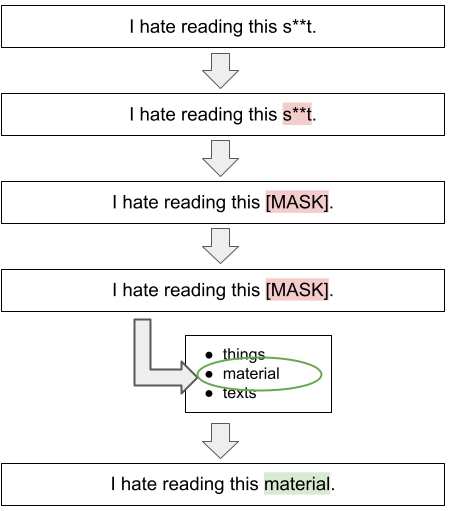 I hate reading this s**t.
I hate reading this s**t.
I hate reading this [MASK].
I hate reading this [MASK].
● things
● material
● texts
I hate reading this material.